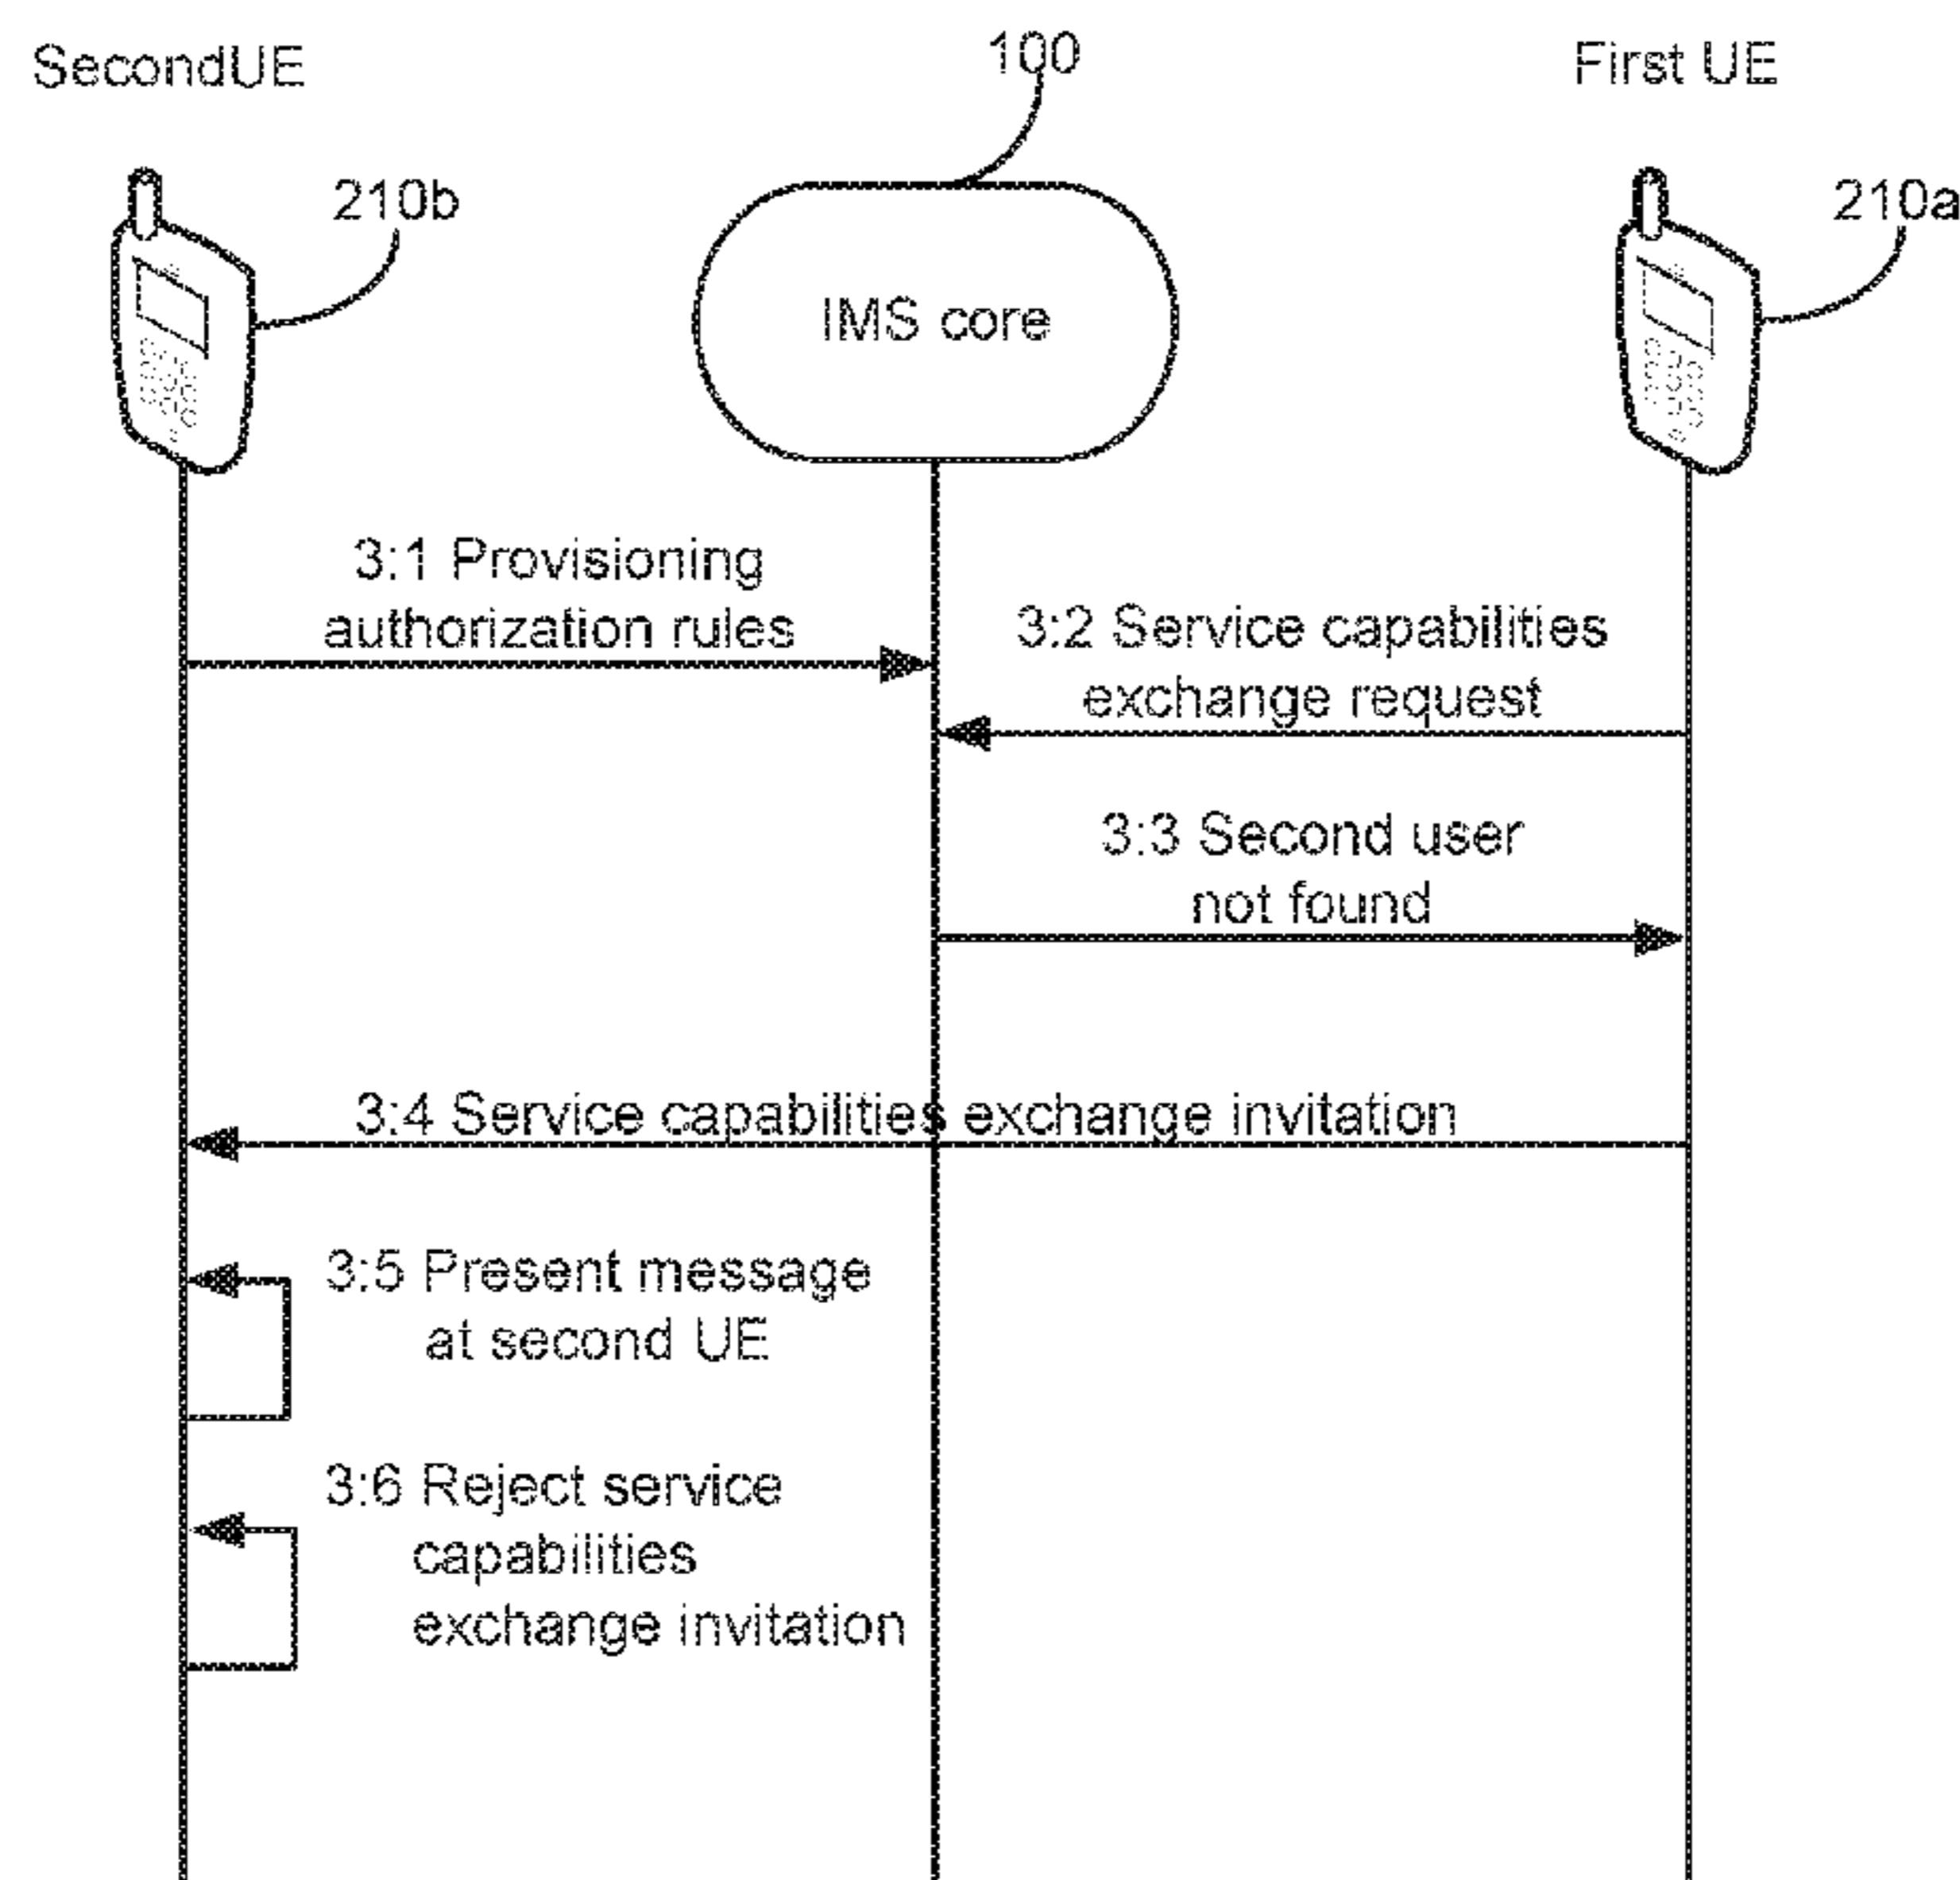 SecondUE
100
First UE
210b
210a
IMS core
3:1 Provisioning
authorization rules
3:2 Service capabilities
exchange request
3:3 Second user
not found
3:4 Service capabilities exchange invitation
3:5 Present message
at second UE
3:6 Reject service
capabilities
exchange invitation